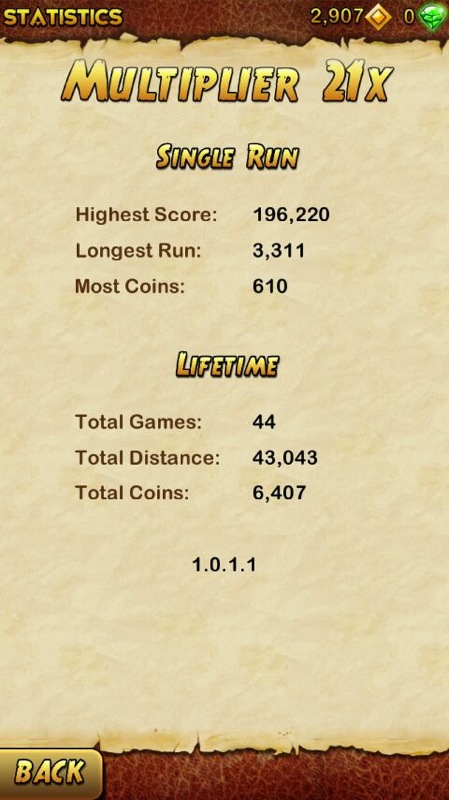 STATISTICS 2,907 0
MULTIPLIER 21X
SINGLE RUN
Highest Score: 196,220
Longest Run: 3,311
Most Coins: 610
LIFETIME
Total Games: 44
Total Distance: 43,043
Total Coins: 6,407
1.0.1.1
BACK